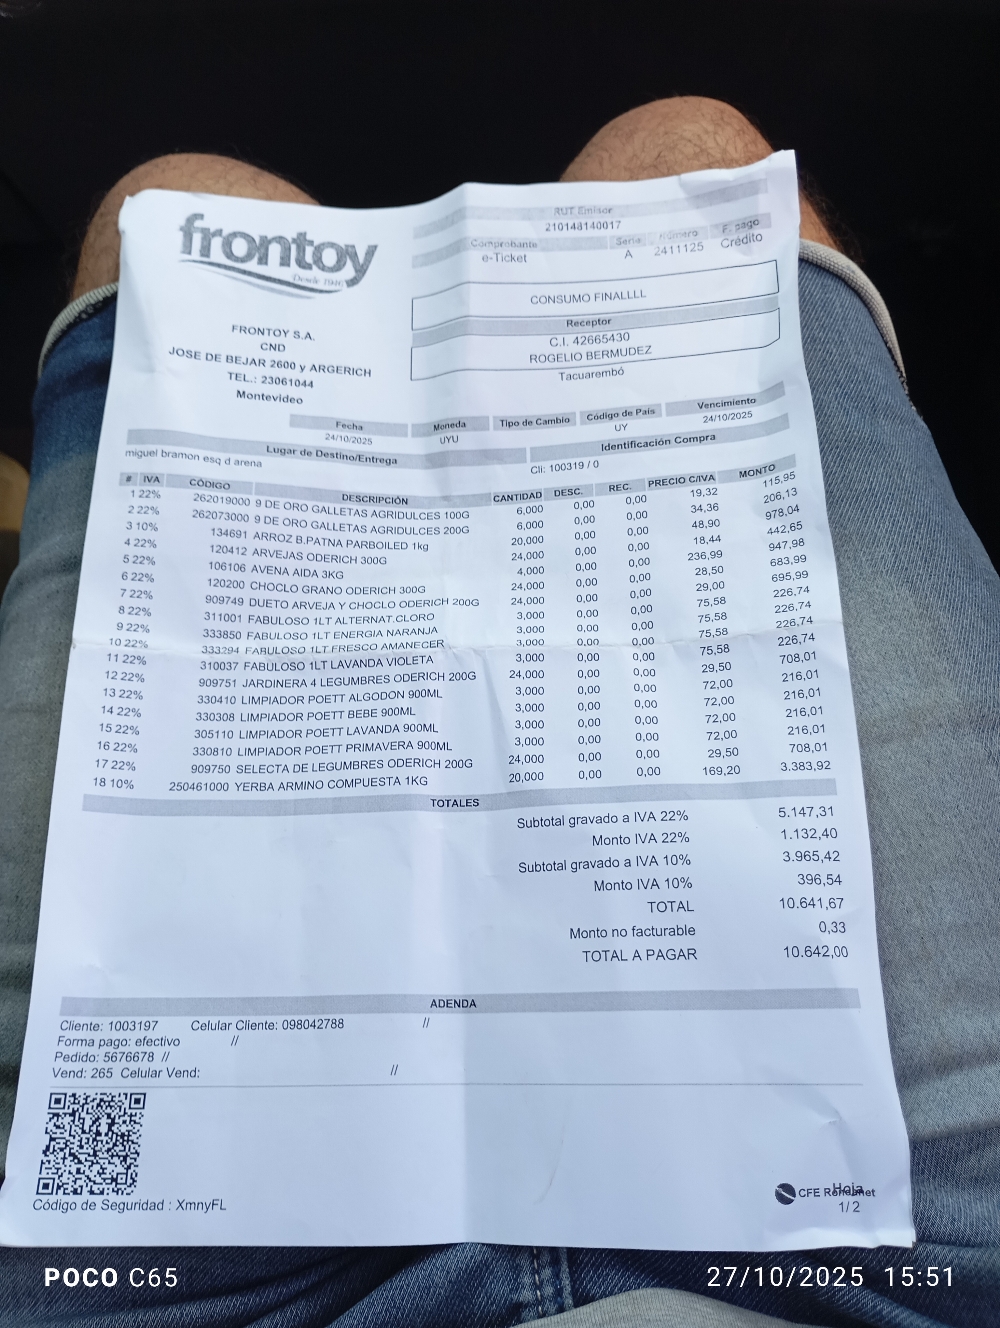 frontoy
Desde 1946
RUT Emisor
210148140017
Comprobante Serie Número F. pago
e-Ticket A 2411125 Crédito
CONSUMO FINALLLL
Receptor
C.I. 42665430
ROGELIO BERMUDEZ
Tacuarembó
FRONTOY S.A.
CND
JOSE DE BEJAR 2600 y ARGERICH
TEL.: 23061044
Montevideo
Fecha Moneda Tipo de Cambio Código de País Vencimiento
24/10/2025 UYU UY 24/10/2025
Lugar de Destino/Entrega Identificación Compra
miguel bramon esq d arena Cli: 100319 / 0
# IVA CÓDIGO DESCRIPCIÓN CANTIDAD DESC. REC. PRECIO C/IVA MONTO
1 22% 262019000 9 DE ORO GALLETAS AGRIDULCES 100G 6,000 0,00 0,00 19,32 115,95
2 22% 262073000 9 DE ORO GALLETAS AGRIDULCES 200G 6,000 0,00 0,00 34,36 206,13
3 10% 134691 ARROZ B.PATNA PARBOILED 1kg 20,000 0,00 0,00 48,90 978,04
4 22% 120412 ARVEJAS ODERICH 300G 24,000 0,00 0,00 18,44 442,65
5 22% 106106 AVENA AIDA 3KG 4,000 0,00 0,00 236,99 947,98
6 22% 120200 CHOCLO GRANO ODERICH 300G 24,000 0,00 0,00 28,50 683,99
7 22% 909749 DUETO ARVEJA Y CHOCLO ODERICH 200G 24,000 0,00 0,00 29,00 695,99
8 22% 311001 FABULOSO 1LT ALTERNAT.CLORO 3,000 0,00 0,00 75,58 226,74
9 22% 333850 FABULOSO 1LT ENERGIA NARANJA 3,000 0,00 0,00 75,58 226,74
10 22% 333294 FABULOSO 1LT FRESCO AMANECER 3,000 0,00 0,00 75,58 226,74
11 22% 310037 FABULOSO 1LT LAVANDA VIOLETA 3,000 0,00 0,00 75,58 226,74
12 22% 909751 JARDINERA 4 LEGUMBRES ODERICH 200G 24,000 0,00 0,00 29,50 708,01
13 22% 330410 LIMPIADOR POETT ALGODON 900ML 3,000 0,00 0,00 72,00 216,01
14 22% 330308 LIMPIADOR POETT BEBE 900ML 3,000 0,00 0,00 72,00 216,01
15 22% 305110 LIMPIADOR POETT LAVANDA 900ML 3,000 0,00 0,00 72,00 216,01
16 22% 330810 LIMPIADOR POETT PRIMAVERA 900ML 3,000 0,00 0,00 72,00 216,01
17 22% 909750 SELECTA DE LEGUMBRES ODERICH 200G 24,000 0,00 0,00 29,50 708,01
18 10% 250461000 YERBA ARMINO COMPUESTA 1KG 20,000 0,00 0,00 169,20 3.383,92
TOTALES
Subtotal gravado a IVA 22% 5.147,31
Monto IVA 22% 1.132,40
Subtotal gravado a IVA 10% 3.965,42
Monto IVA 10% 396,54
TOTAL 10.641,67
Monto no facturable 0,33
TOTAL A PAGAR 10.642,00
ADENDA
Cliente: 1003197 Celular Cliente: 098042788 //
Forma pago: efectivo //
Pedido: 5676678 //
Vend: 265 Celular Vend: //
Código de Seguridad : XmnyFL
CFE Hoja
1/ 2
POCO C65 27/10/2025 15:51